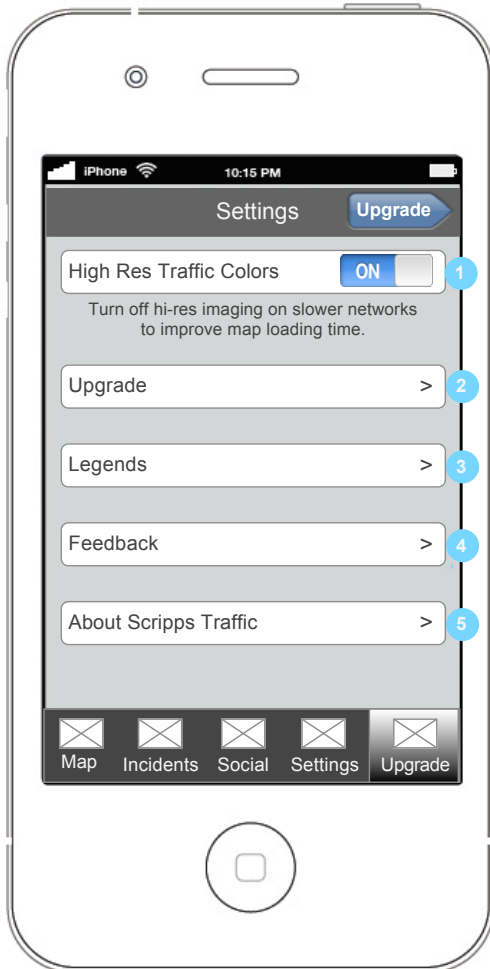 iPhone 10:15 PM
Settings Upgrade
High Res Traffic Colors ON 1
Turn off hi-res imaging on slower networks
to improve map loading time.
Upgrade > 2
Legends > 3
Feedback > 4
About Scripps Traffic > 5
Map Incidents Social Settings Upgrade